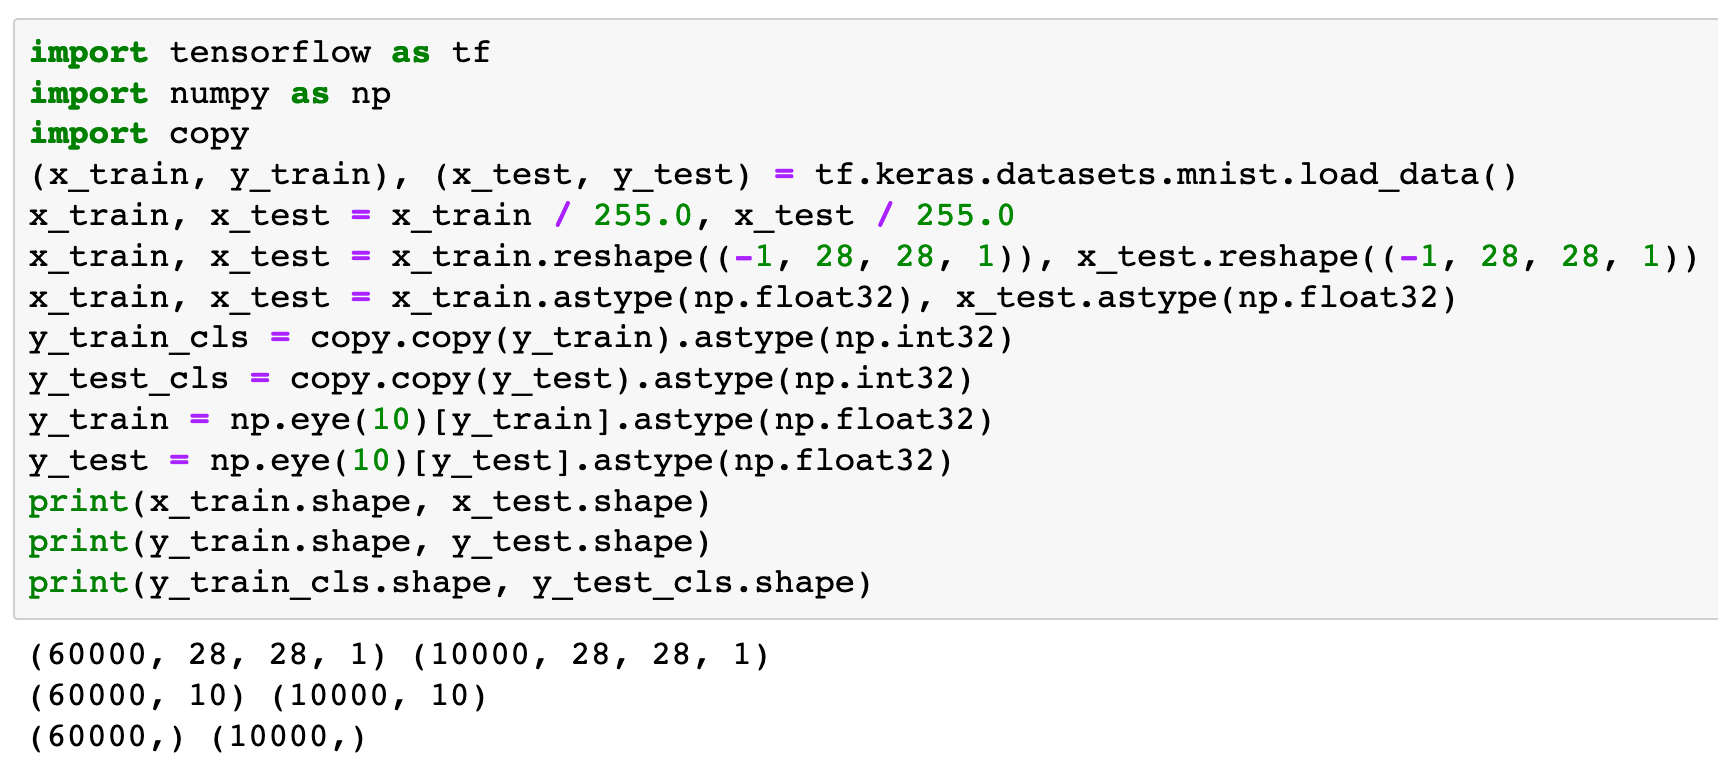 import tensorflow as tf
import numpy as np
import copy
(x_train, y_train), (x_test, y_test) = tf.keras.datasets.mnist.load_data()
x_train, x_test = x_train / 255.0, x_test / 255.0
x_train, x_test = x_train.reshape((-1, 28, 28, 1)), x_test.reshape((-1, 28, 28, 1))
x_train, x_test = x_train.astype(np.float32), x_test.astype(np.float32)
y_train_cls = copy.copy(y_train).astype(np.int32)
y_test_cls = copy.copy(y_test).astype(np.int32)
y_train = np.eye(10)[y_train].astype(np.float32)
y_test = np.eye(10)[y_test].astype(np.float32)
print(x_train.shape, x_test.shape)
print(y_train.shape, y_test.shape)
print(y_train_cls.shape, y_test_cls.shape)
(60000, 28, 28, 1) (10000, 28, 28, 1)
(60000, 10) (10000, 10)
(60000,) (10000,)